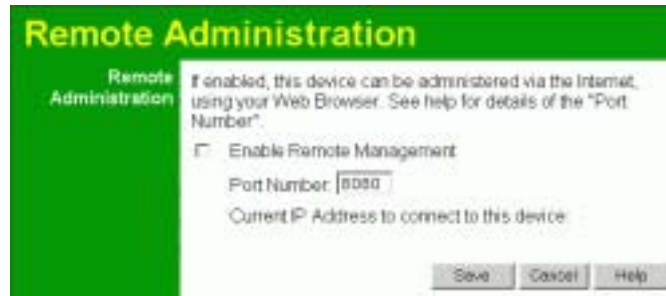 Remote Administration
Remote
Administration
If enabled, this device can be administered via the Internet,
using your Web Browser. See help for details of the "Port
Number".
Enable Remote Management
Port Number: 8080
Current IP Address to connect to this device:
Save Cancel Help